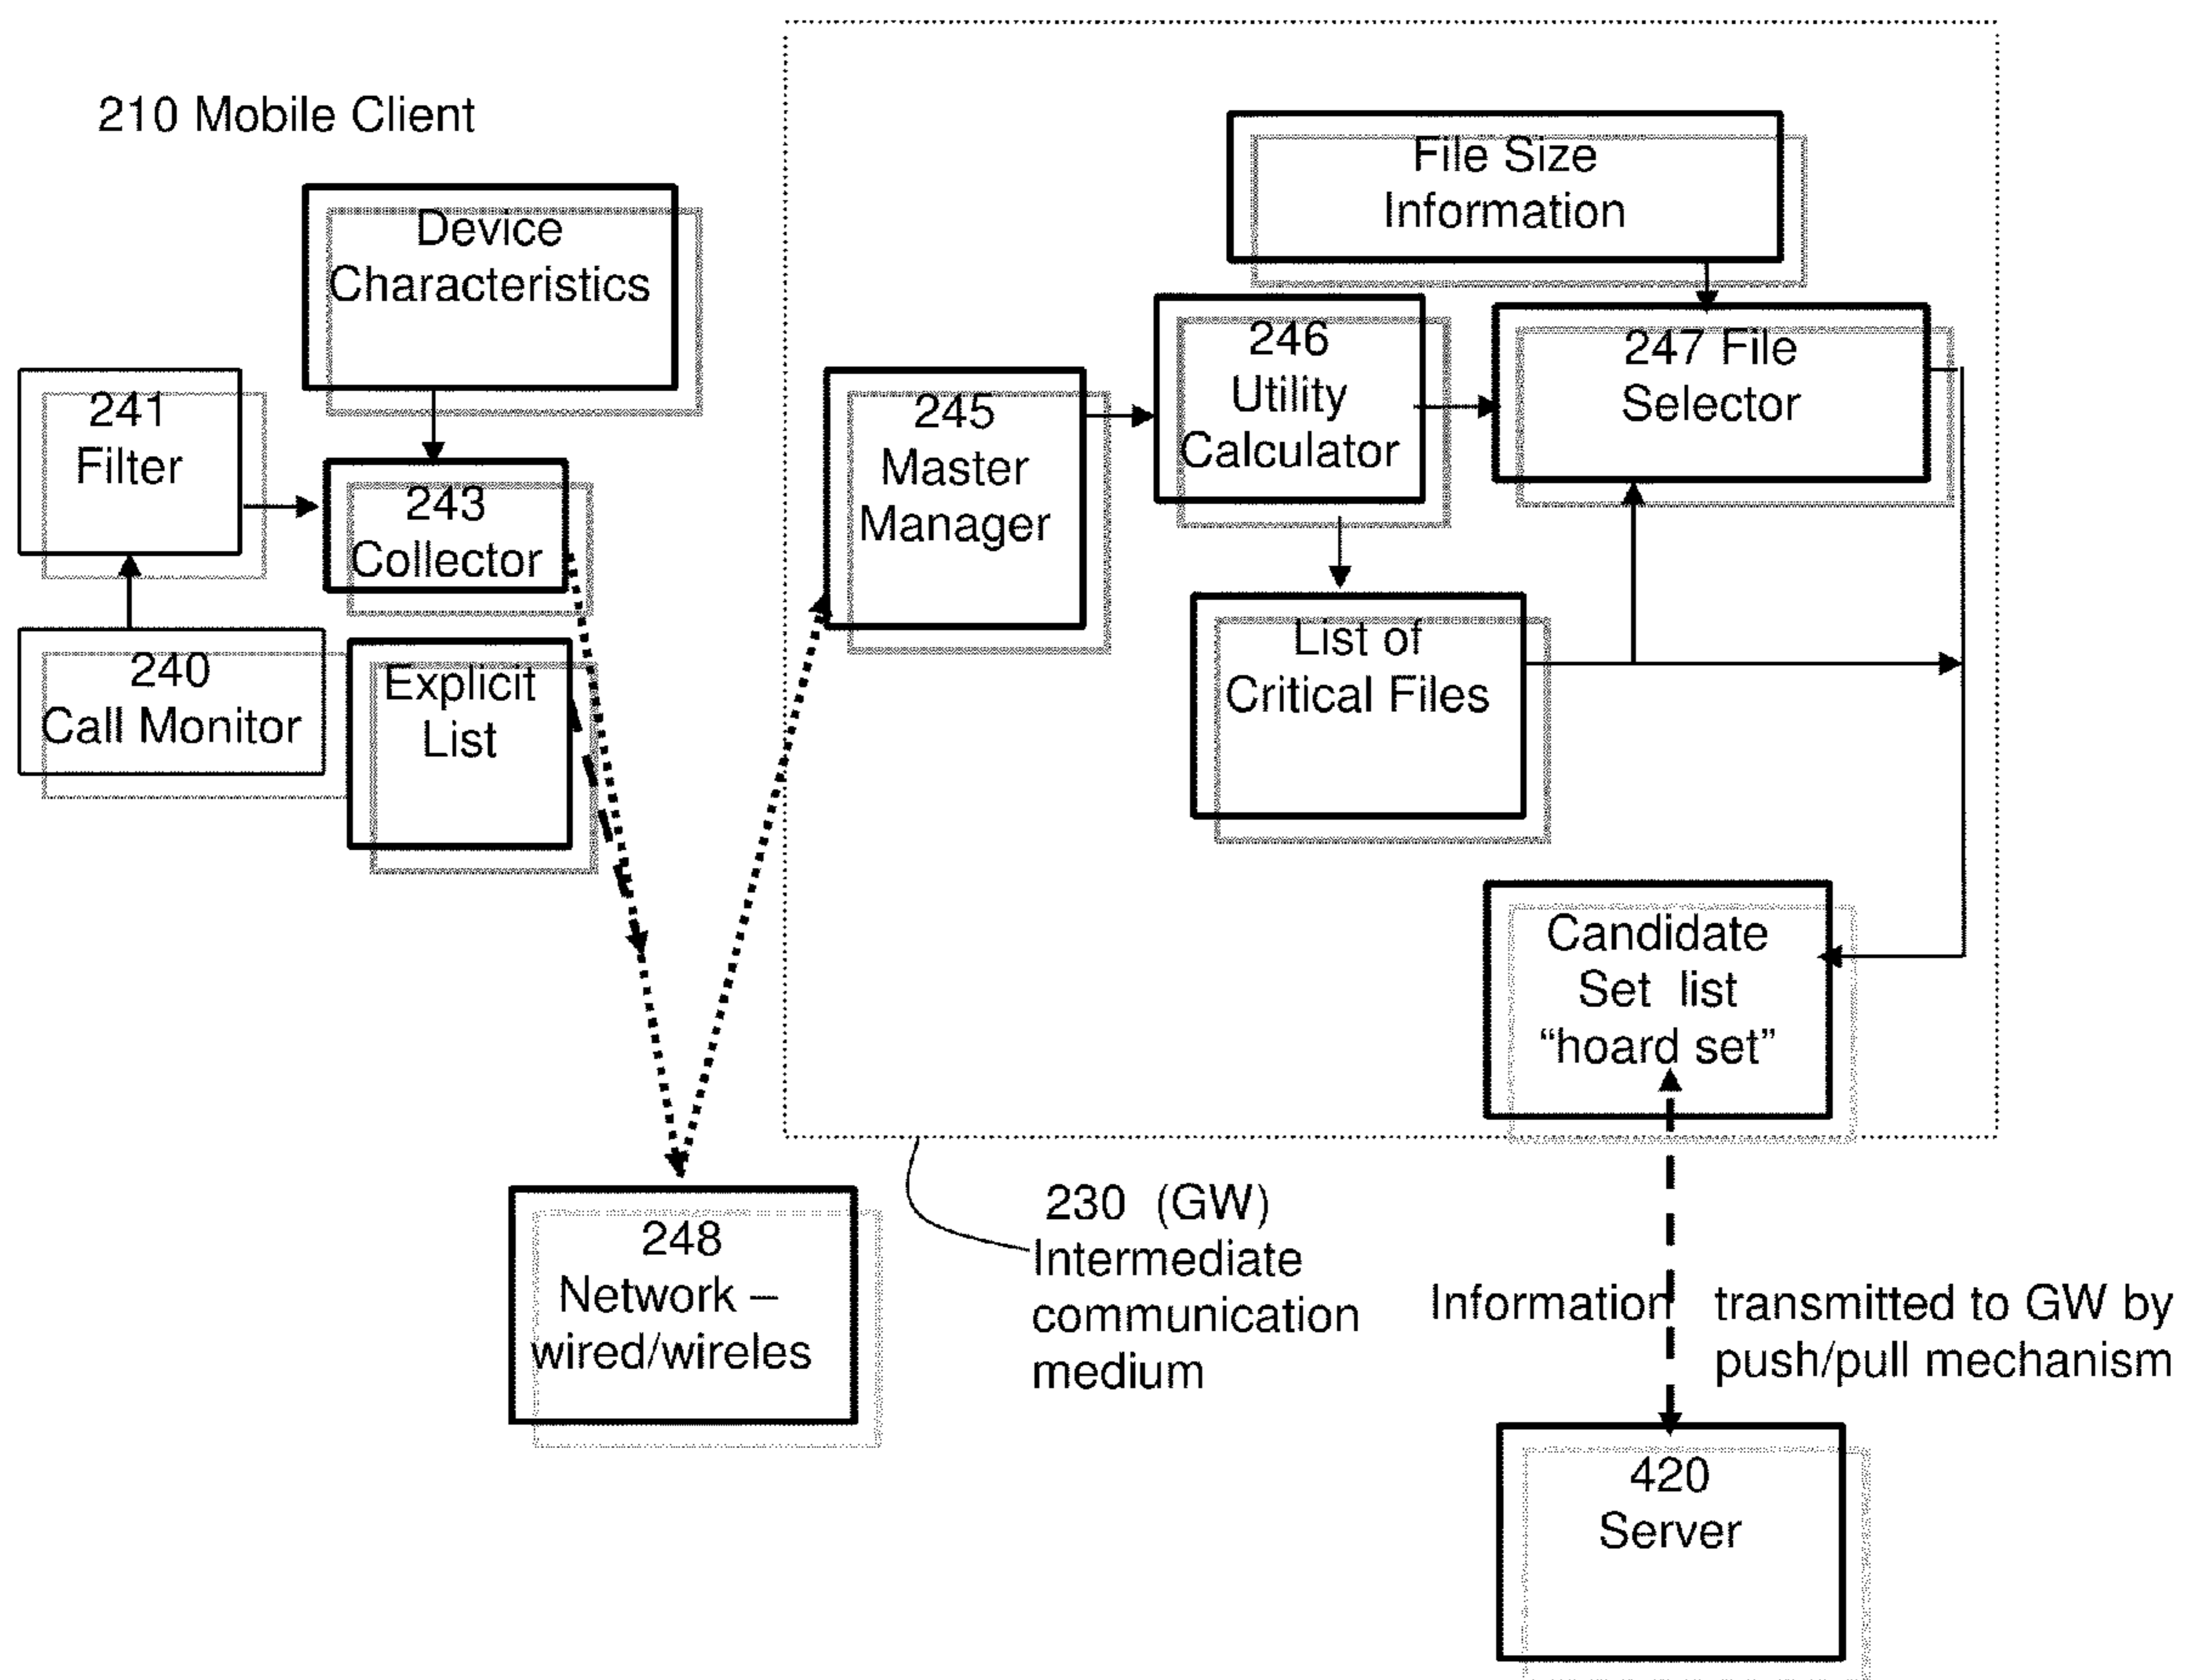 210 Mobile Client
Device
Characteristics
241
Filter
243
Collector
240
Call Monitor
Explicit
List
File Size
Information
245
Master
Manager
246
Utility
Calculator
247 File
Selector
List of
Critical Files
Candidate
Set list
“hoard set”
248
Network –
wired/wireles
230 (GW)
Intermediate
communication
medium
Information transmitted to GW by
push/pull mechanism
420
Server